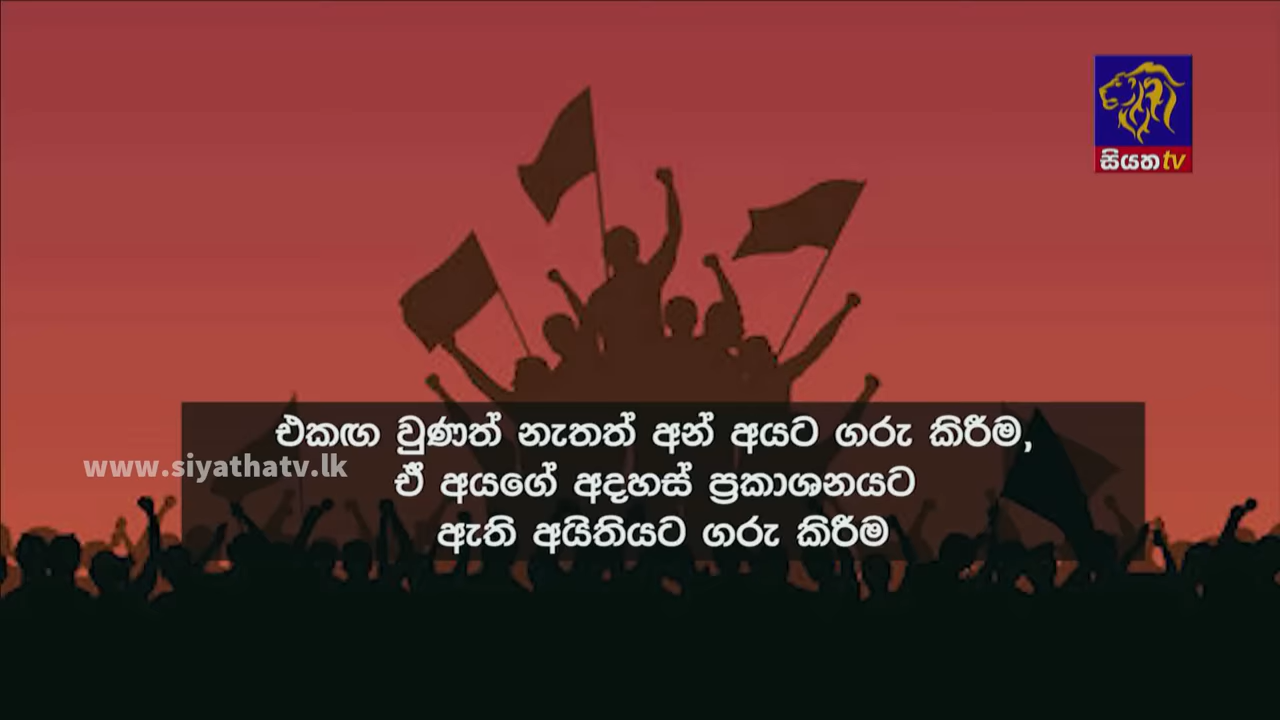 සියත tv
එකඟ වුණත් නැතත් අන් අයට ගරු කිරීම,
www.siyathatv.lk
ඒ අයගේ අදහස් ප්‍රකාශනයට
ඇති අයිතියට ගරු කිරීම